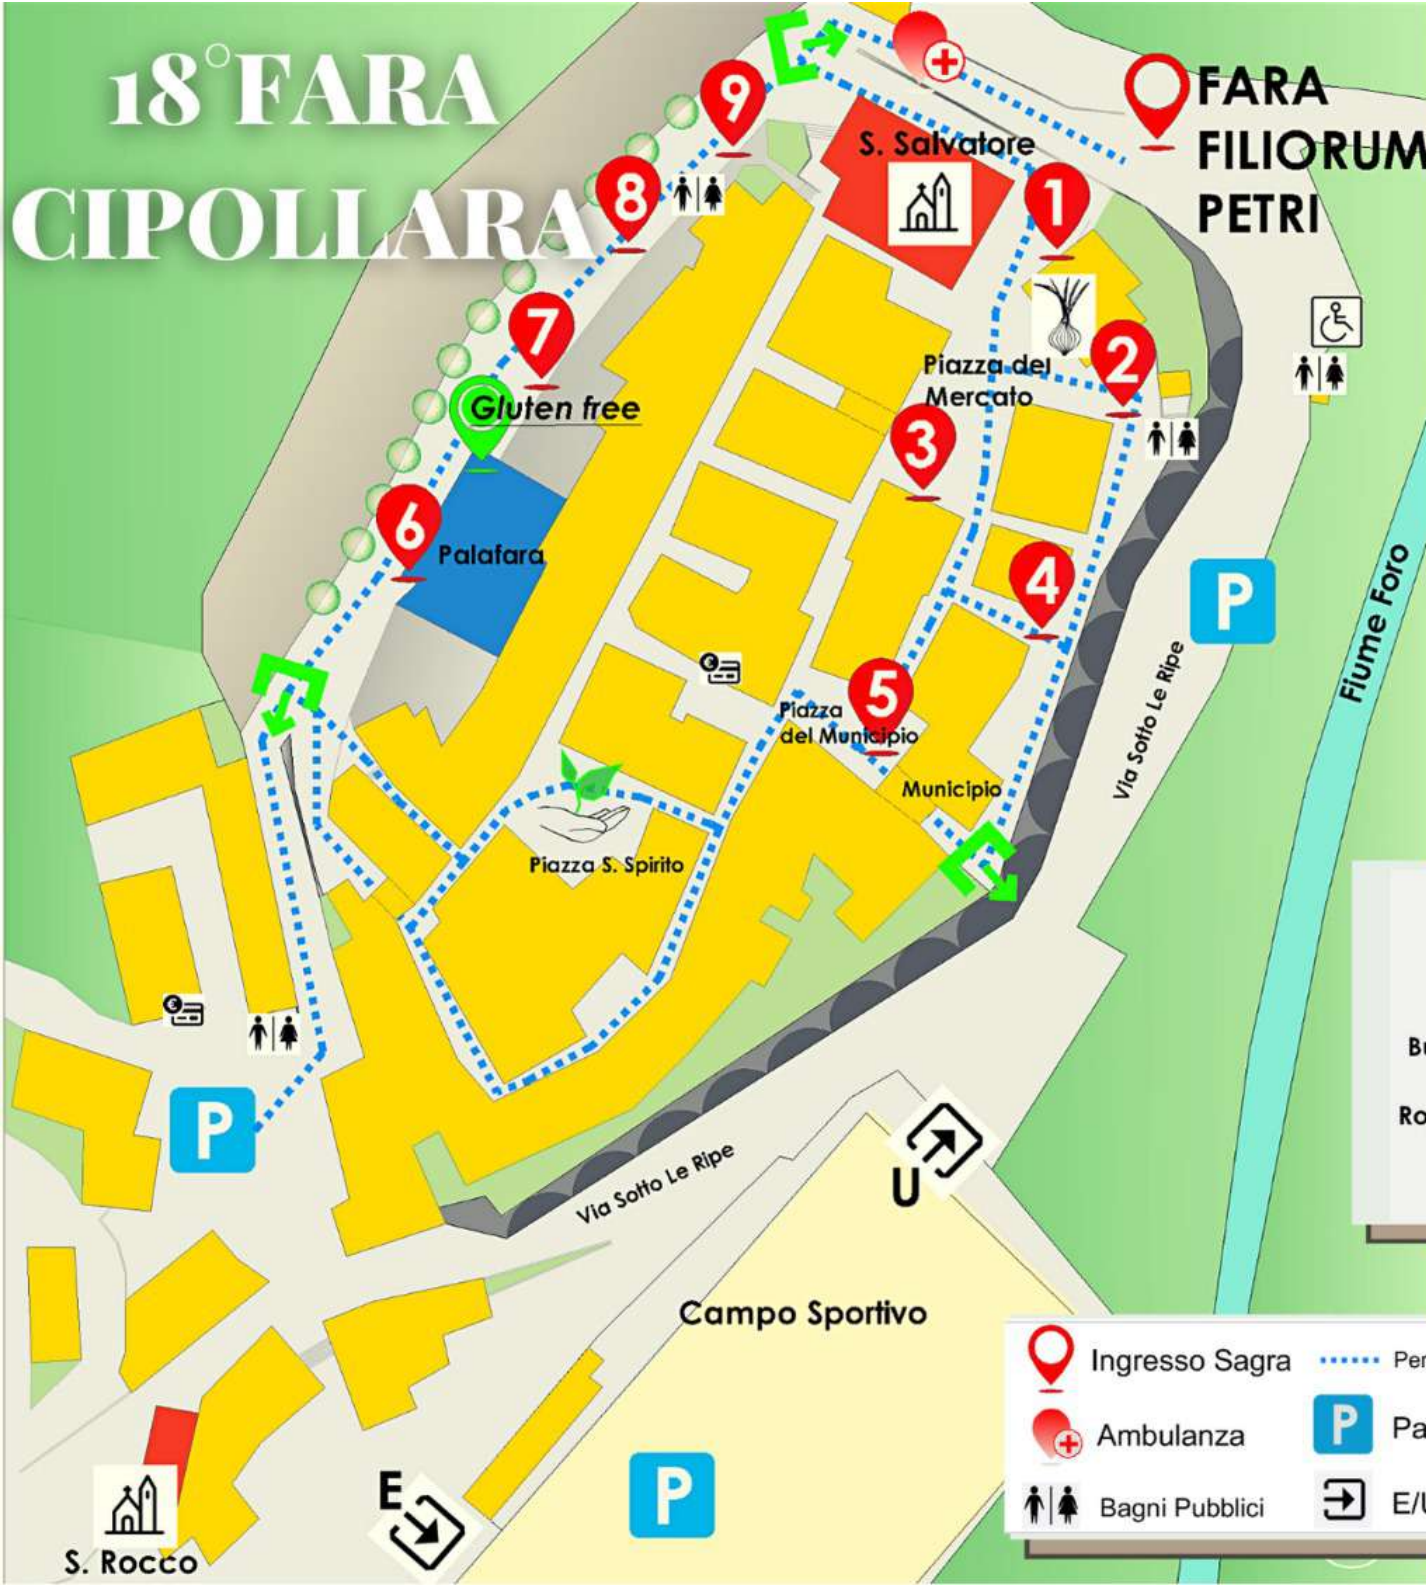 18°FARA
CIPOLLARA
FARA
FILIORUM
PETRI
9
8
7
S. Salvatore
1
2
Piazza del
Mercato
3
Gluten free
6
Palafara
4
P
Fiume Foro
Via Sotto Le Ripe
5
Piazza
del Municipio
Municipio
Piazza S. Spirito
P
U
Via Sotto Le Ripe
Campo Sportivo
P
E
S. Rocco
Ingresso Sagra
Ambulanza
P
Bagni Pubblici